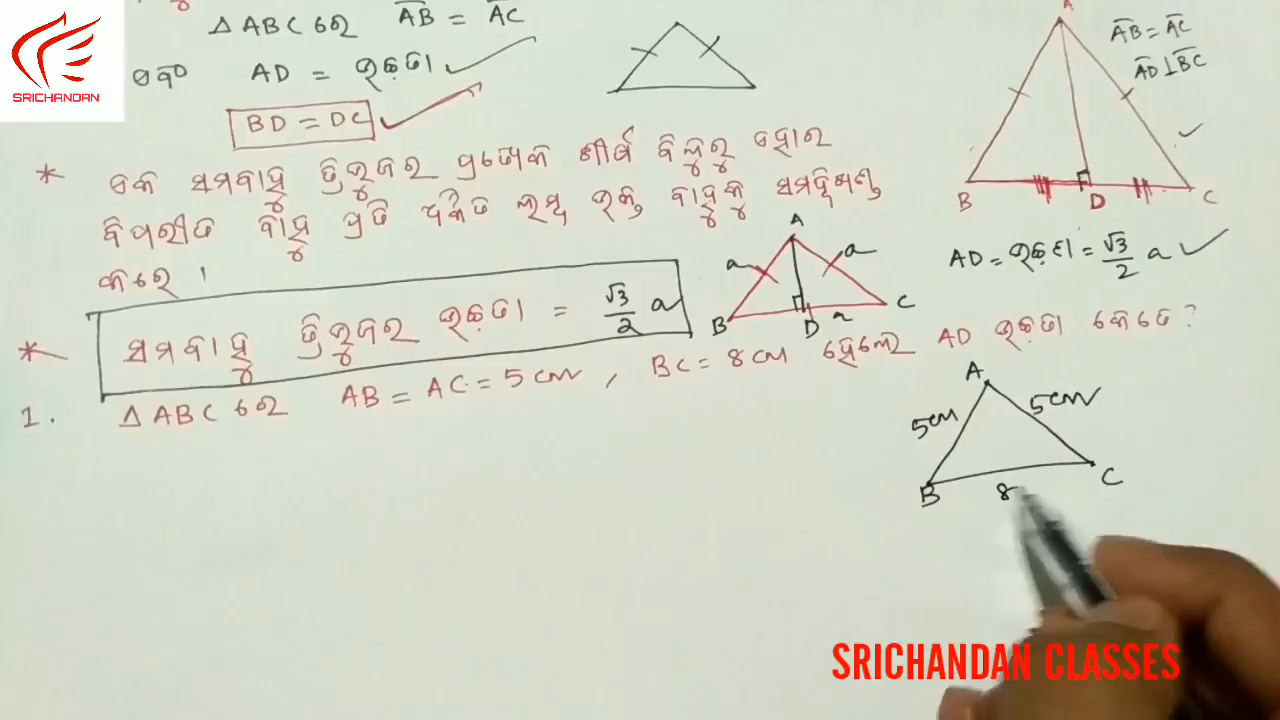 SRICHANDAN
Δ ABC ରେ AB = AC
ଏବଂ AD = ଉଚ୍ଚତା
BD = DC
* ଏକ ସମବାହୁ ତ୍ରିଭୁଜର ପ୍ରତ୍ୟେକ ଶୀର୍ଷ ବିନ୍ଦୁରୁ ତାହାର
ବିପରୀତ ବାହୁ ପ୍ରତି ଅଙ୍କିତ ଲମ୍ବ ଉକ୍ତ ବାହୁକୁ ସମଦ୍ୱିଖଣ୍ଡ
କରେ ।
* ସମବାହୁ ତ୍ରିଭୁଜର ଉଚ୍ଚତା = √3/2 a
1. Δ ABC ରେ AB = AC = 5 cm , BC = 8 cm ହେଲେ AD ଉଚ୍ଚତା କେତେ ?
A
AB = AC
AD ⊥ BC
B
D
C
AD = ଉଚ୍ଚତା = √3/2 a
A
a
a
B
D
a
C
A
5cm
5cm
B
8
C
SRICHANDAN CLASSES